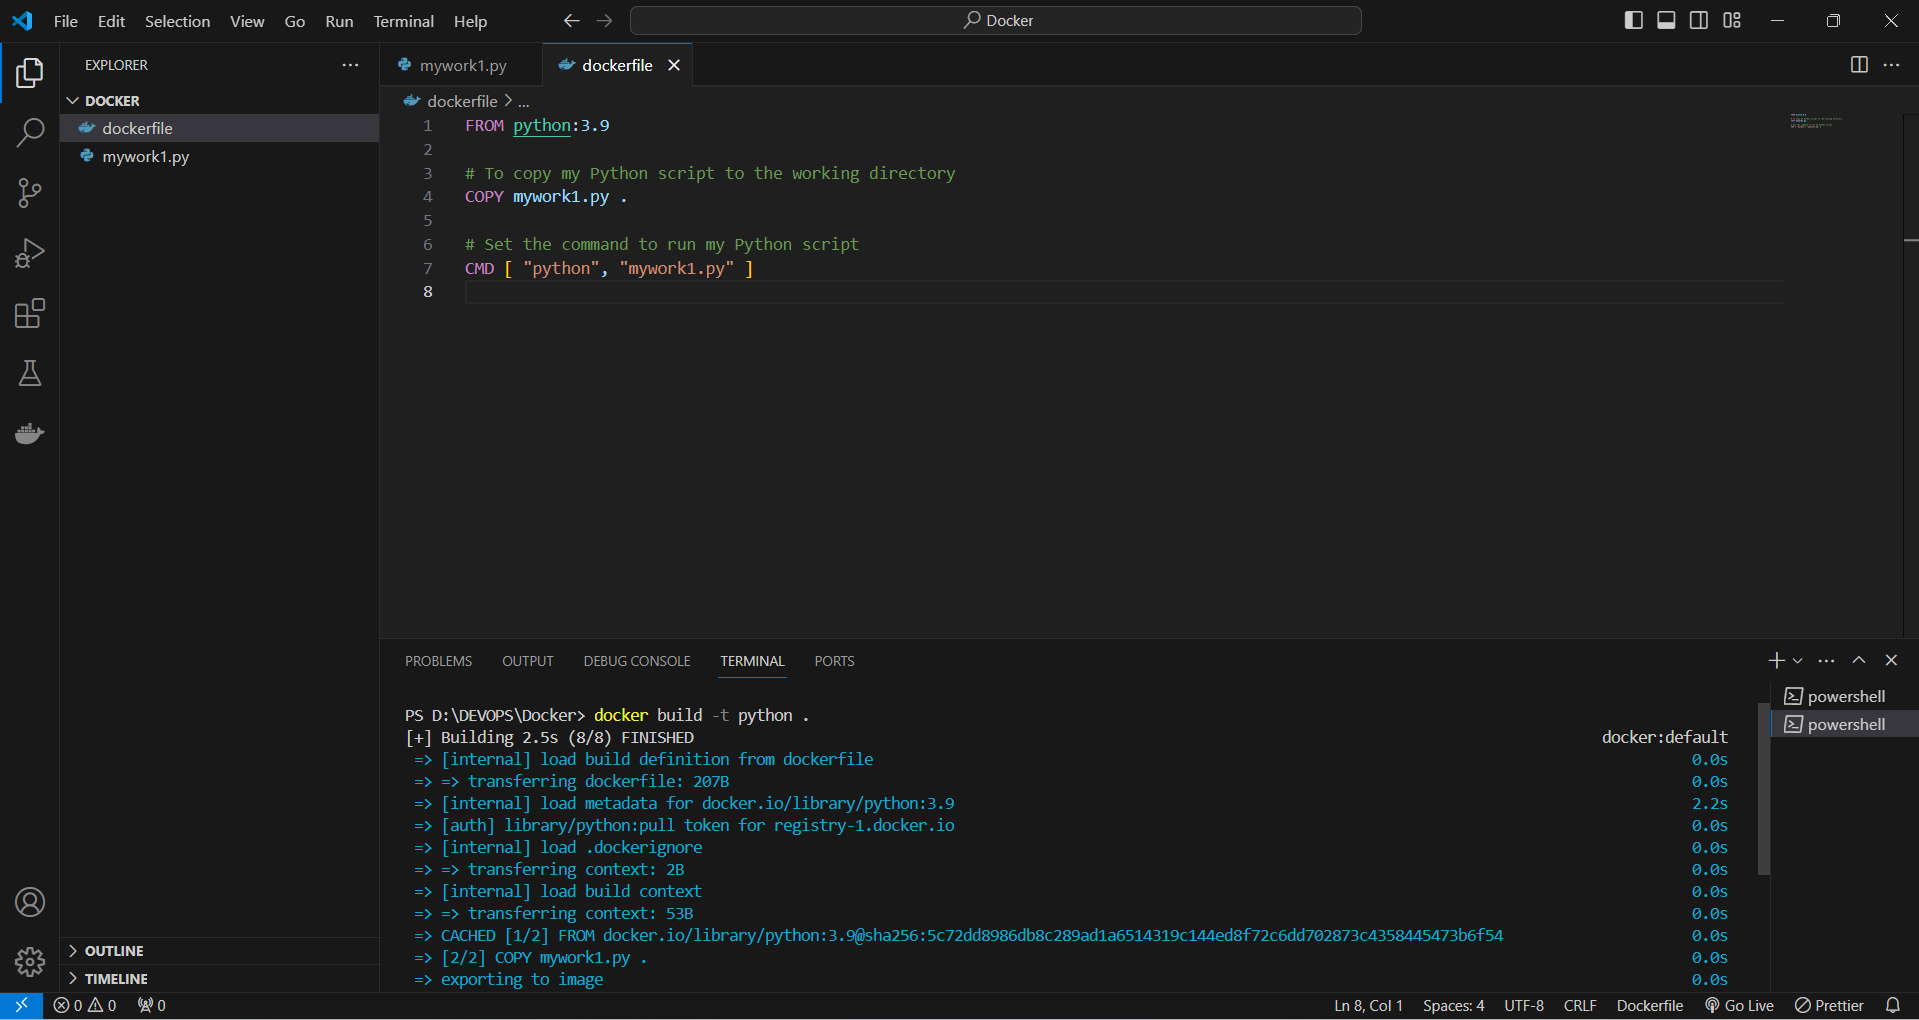 File Edit Selection View Go Run Terminal Help
Docker
EXPLORER
DOCKER
dockerfile
mywork1.py
OUTLINE
TIMELINE
mywork1.py dockerfile
dockerfile > ...
1 FROM python:3.9
2
3 # To copy my Python script to the working directory
4 COPY mywork1.py .
5
6 # Set the command to run my Python script
7 CMD [ "python", "mywork1.py" ]
8
PROBLEMS OUTPUT DEBUG CONSOLE TERMINAL PORTS
PS D:\DEVOPS\Docker> docker build -t python .
[+] Building 2.5s (8/8) FINISHED docker:default
=> [internal] load build definition from dockerfile 0.0s
=> => transferring dockerfile: 207B 0.0s
=> [internal] load metadata for docker.io/library/python:3.9 2.2s
=> [auth] library/python:pull token for registry-1.docker.io 0.0s
=> [internal] load .dockerignore 0.0s
=> => transferring context: 2B 0.0s
=> [internal] load build context 0.0s
=> => transferring context: 53B 0.0s
=> CACHED [1/2] FROM docker.io/library/python:3.9@sha256:5c72dd8986db8c289ad1a6514319c144ed8f72c6dd702873c4358445473b6f54 0.0s
=> [2/2] COPY mywork1.py . 0.0s
=> exporting to image 0.0s
powershell
powershell
0 0 0 Ln 8, Col 1 Spaces: 4 UTF-8 CRLF Dockerfile Go Live Prettier